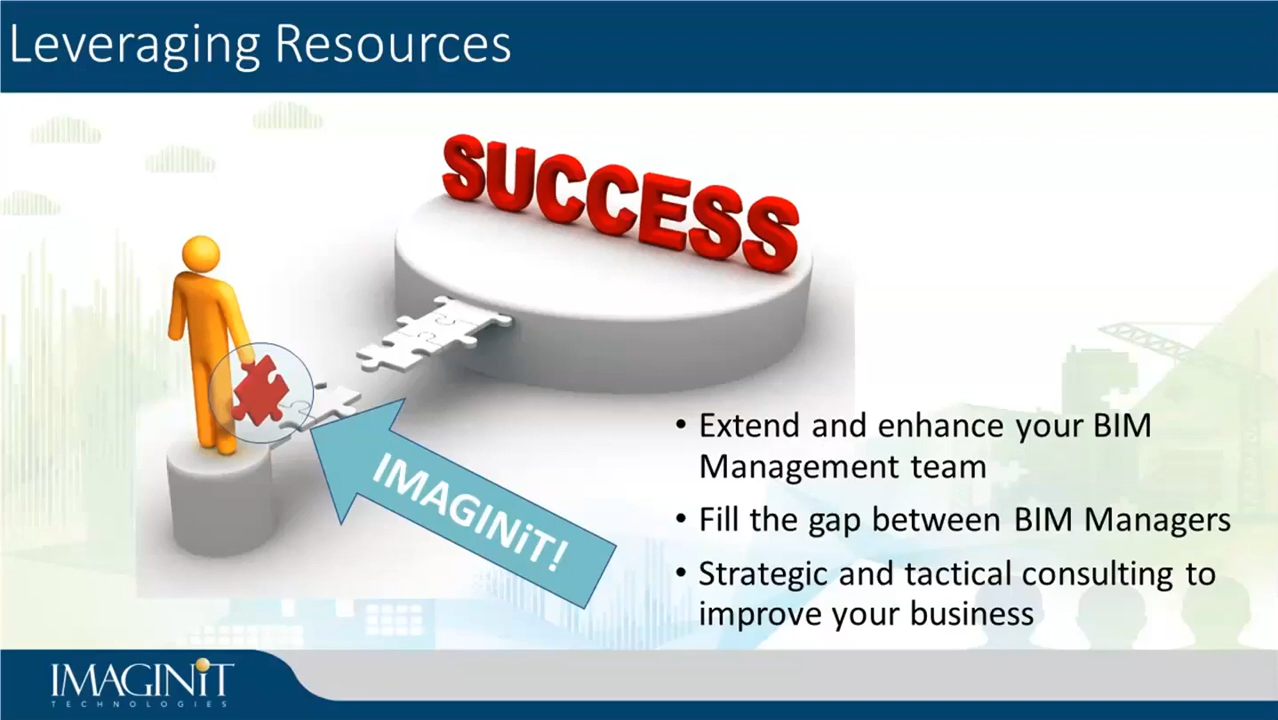 Leveraging Resources
SUCCESS
IMAGINiT!
• Extend and enhance your BIM
Management team
• Fill the gap between BIM Managers
• Strategic and tactical consulting to
improve your business
IMAGINiT
TECHNOLOGIES